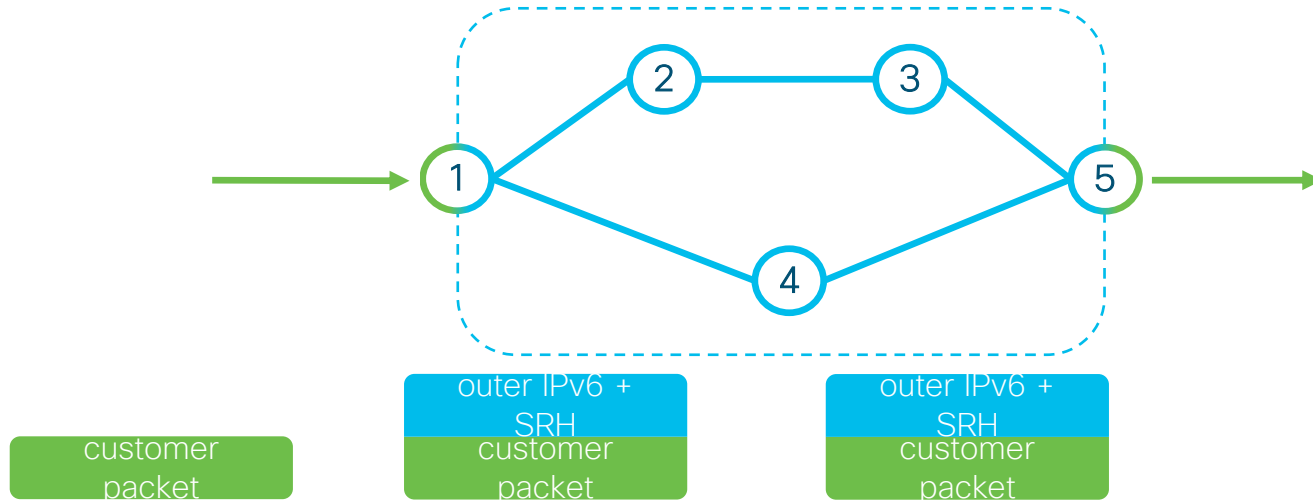 2
3
1
5
4
outer IPv6 +
SRH
outer IPv6 +
SRH
customer
packet
customer
packet
customer
packet